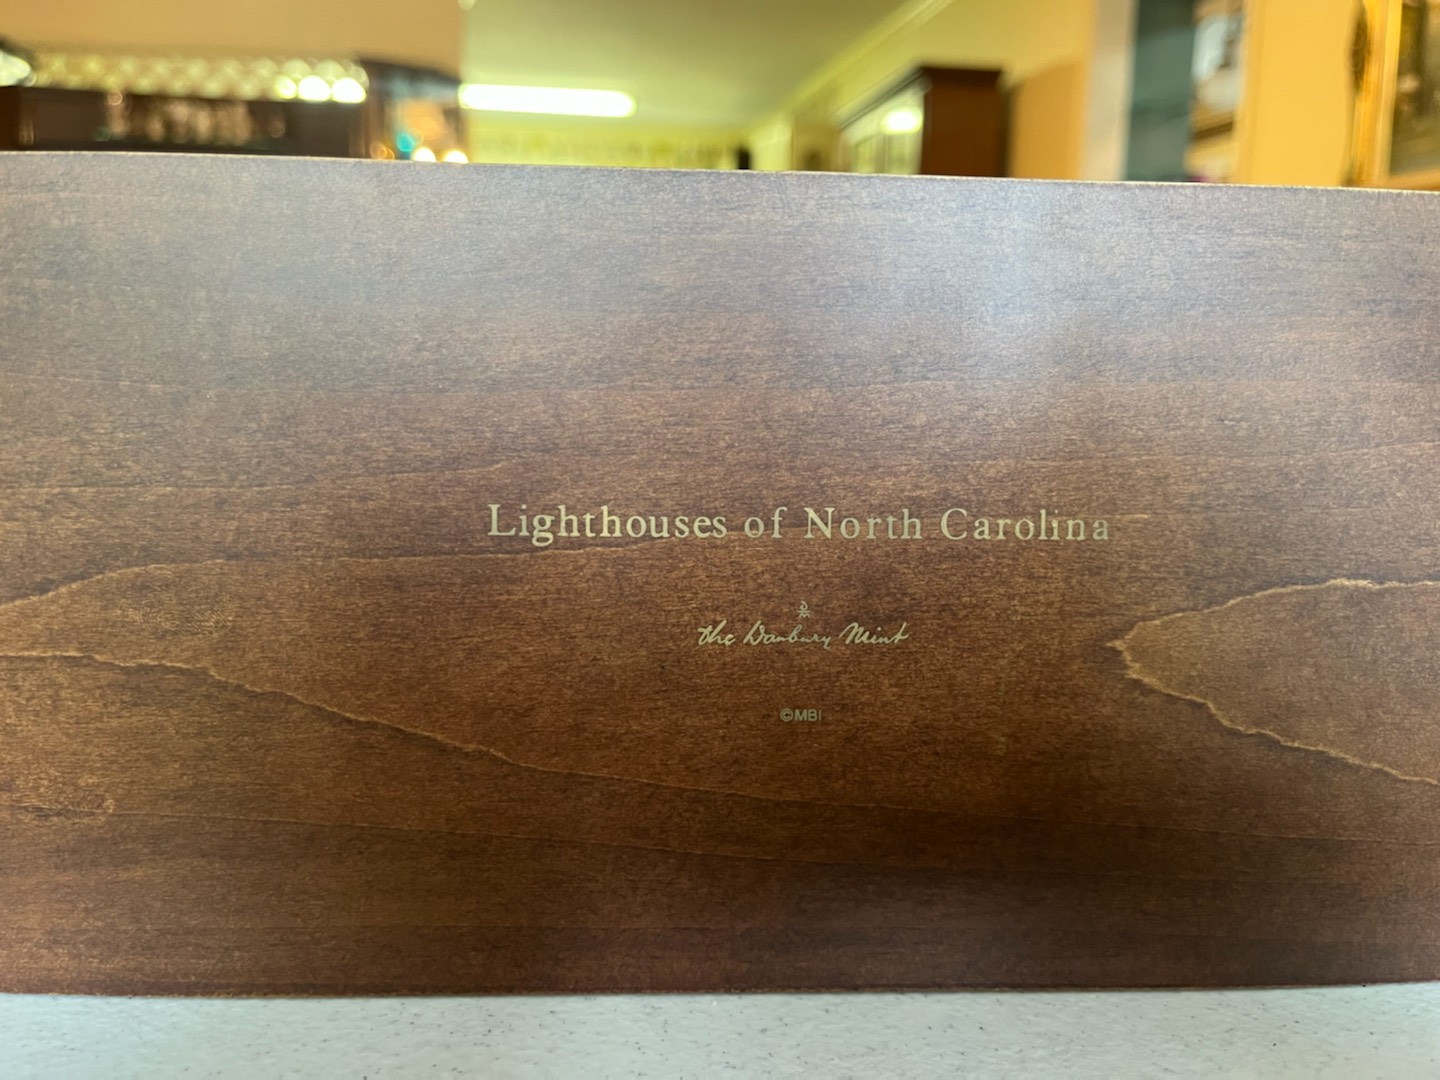 Lighthouses of North Carolina
the Danbury Mint
©MBI